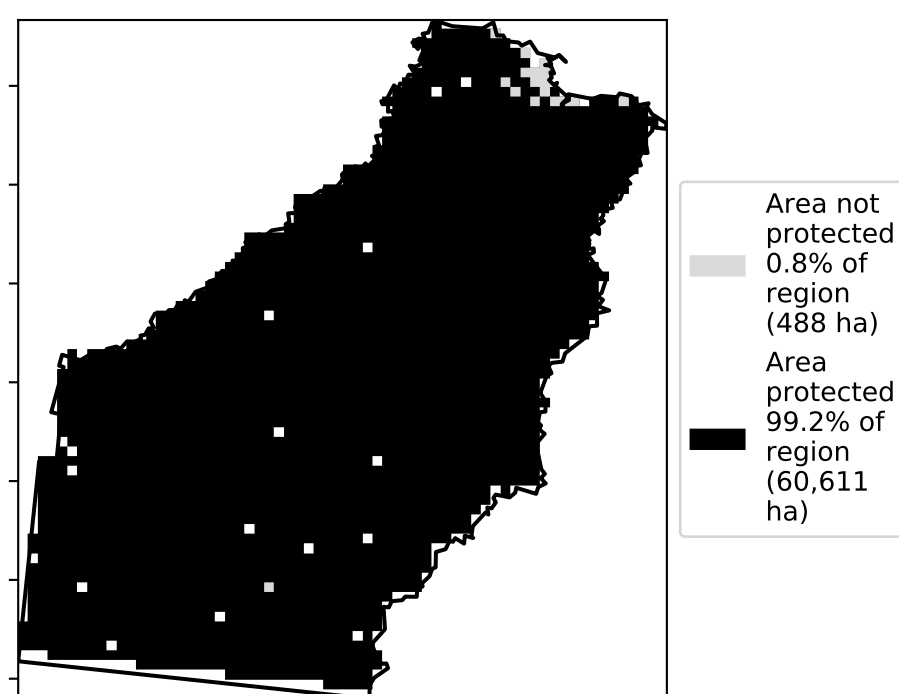 Area not
protected
0.8% of
region
(488 ha)
Area
protected
99.2% of
region
(60,611
ha)